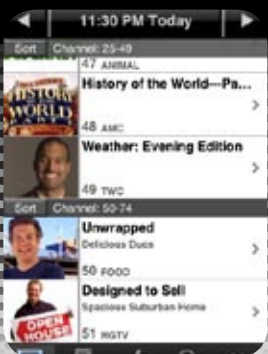 11:30 PM Today
Sort Channel: 25-49
47 ANIMAL
HISTORY
OF THE
WORLD
History of the World—Pa...
48 AMC
Weather: Evening Edition
49 TWC
Sort Channel: 50-74
Unwrapped
Delicious Duos
50 FOOD
Designed to Sell
Spacious Suburban Home
OPEN
HOUSE
51 HGTV